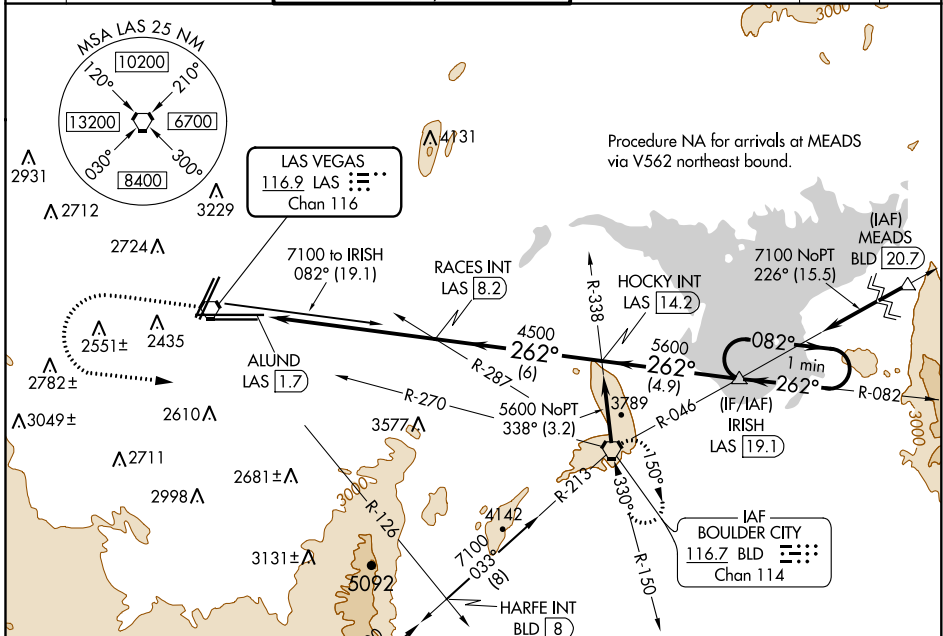 3000
MSA LAS 25 NM
10200
120°
210°
13200
6700
030°
300°
8400
4131
Procedure NA for arrivals at MEADS
via V562 northeast bound.
2931
2712
3229
LAS VEGAS
116.9 LAS
Chan 116
2724
7100 to IRISH
082° (19.1)
RACES INT
LAS 8.2
HOCKY INT
LAS 14.2
R-338
7100 NoPT
226° (15.5)
(IAF)
MEADS
BLD 20.7
2551±
2435
2782±
ALUND
LAS 1.7
4500
262°
(6)
5600
262°
(4.9)
082°
1 min
262°
R-082
R-287
R-270
5600 NoPT
338° (3.2)
3789
R-046
(IF/IAF)
IRISH
LAS 19.1
3000
3049±
2610
3577
2711
2681±
2998
3000
R-126
R-213
150°
330°
4142
7100
033°
(8)
R-150
IAF
BOULDER CITY
116.7 BLD
Chan 114
3131±
5092
HARFE INT
BLD 8